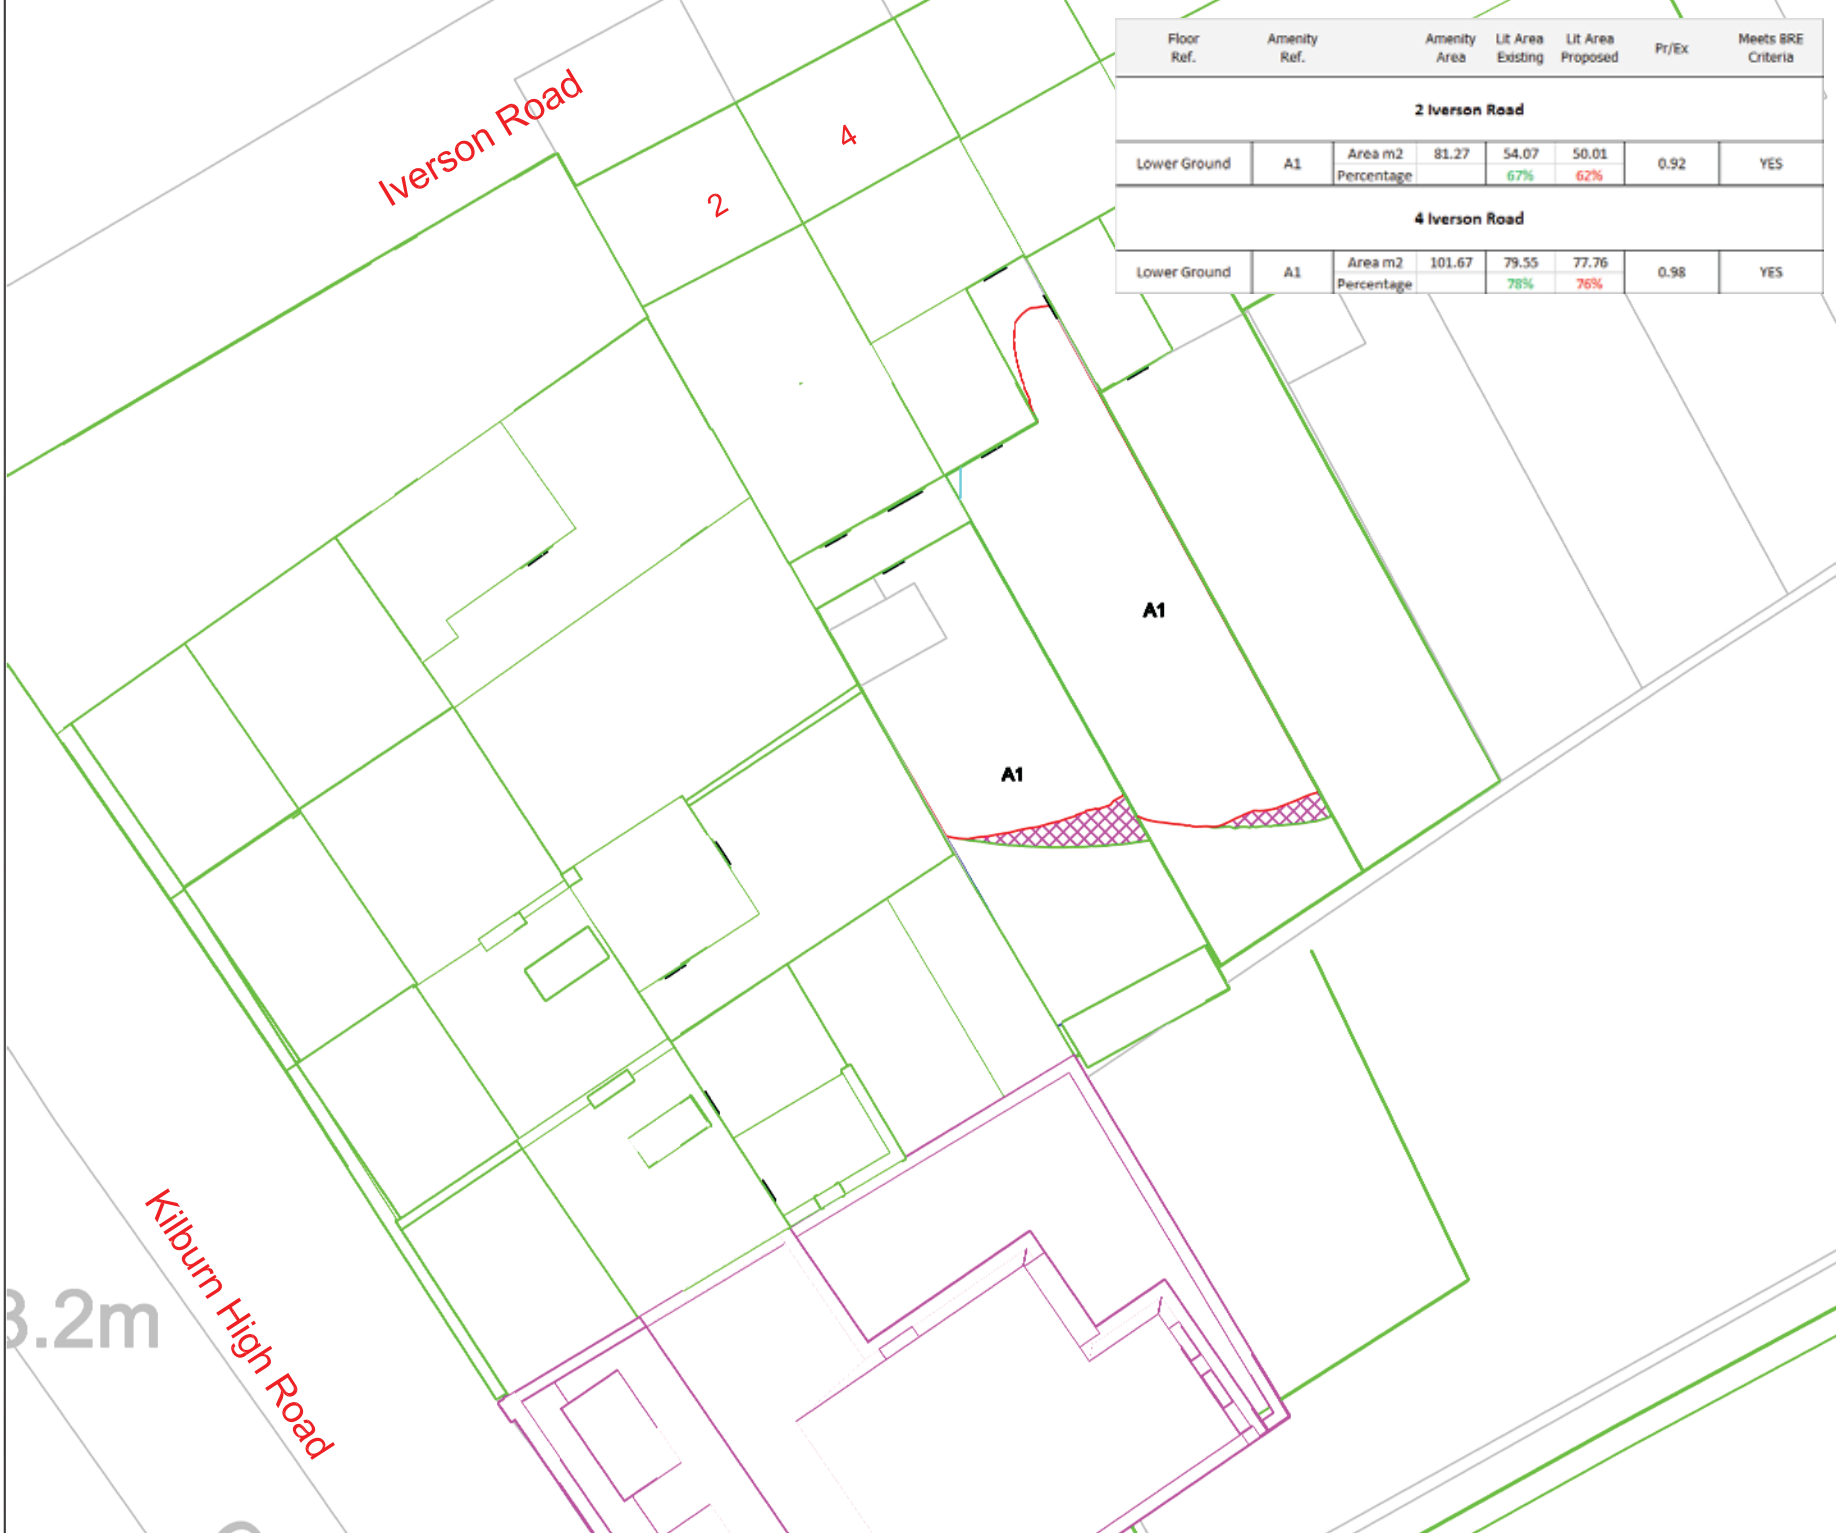 Iverson Road
4
2
Floor Ref. Amenity Ref. Amenity Area Lit Area Existing Lit Area Proposed Pr/Ex Meets BRE Criteria
2 Iverson Road
Lower Ground A1 Area m2 81.27 54.07 50.01 0.92 YES
Percentage 67% 62%
4 Iverson Road
Lower Ground A1 Area m2 101.67 79.55 77.76 0.98 YES
Percentage 78% 76%
A1
A1
Kilburn High Road
3.2m